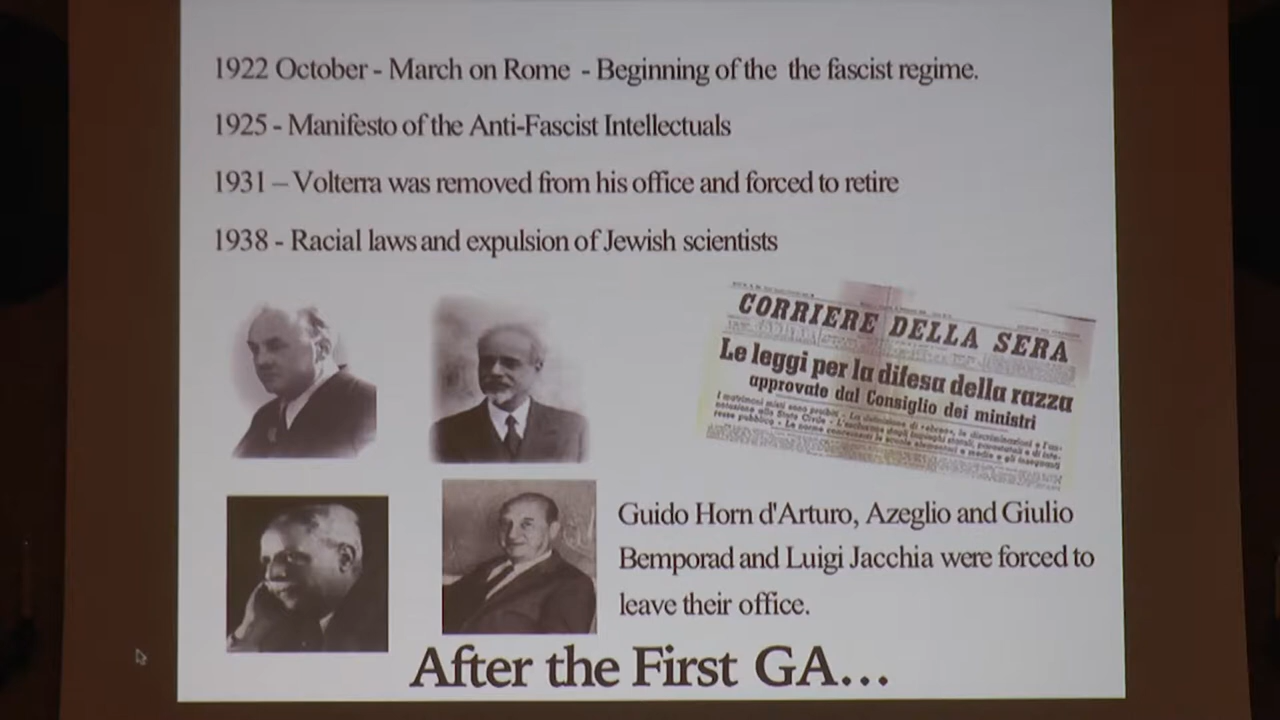 1922 October - March on Rome - Beginning of the the fascist regime.
1925 - Manifesto of the Anti-Fascist Intellectuals
1931 – Volterra was removed from his office and forced to retire
1938 - Racial laws and expulsion of Jewish scientists
CORRIERE DELLA SERA
Le leggi per la difesa della razza
approvate dal Consiglio dei ministri
Guido Horn d'Arturo, Azeglio and Giulio
Bemporad and Luigi Jacchia were forced to
leave their office.
After the First GA...